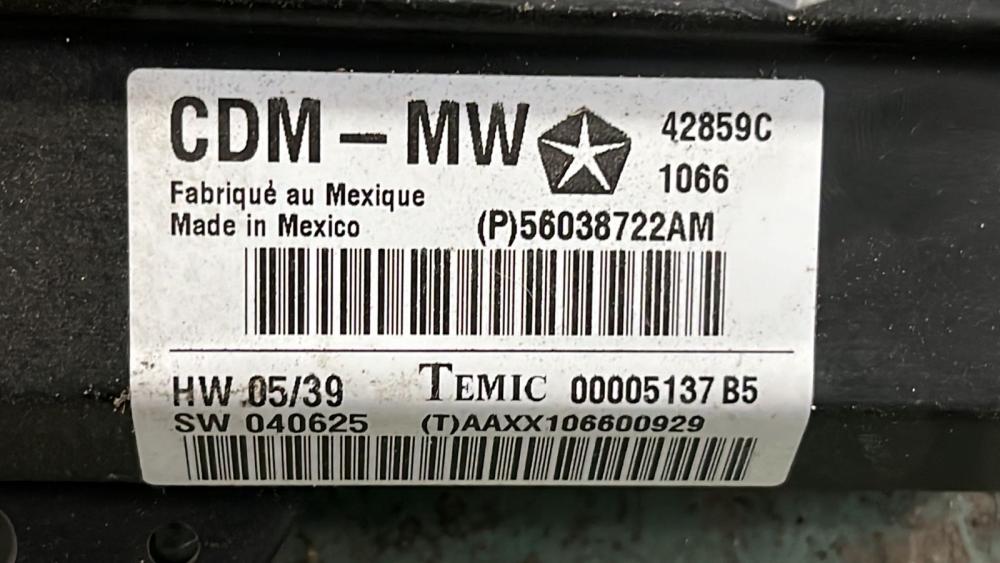 CDM – MW 42859C
1066
Fabriqué au Mexique
Made in Mexico (P)56038722AM
HW 05/39 TEMIC 00005137 B5
SW 040625 (T)AAXX106600929